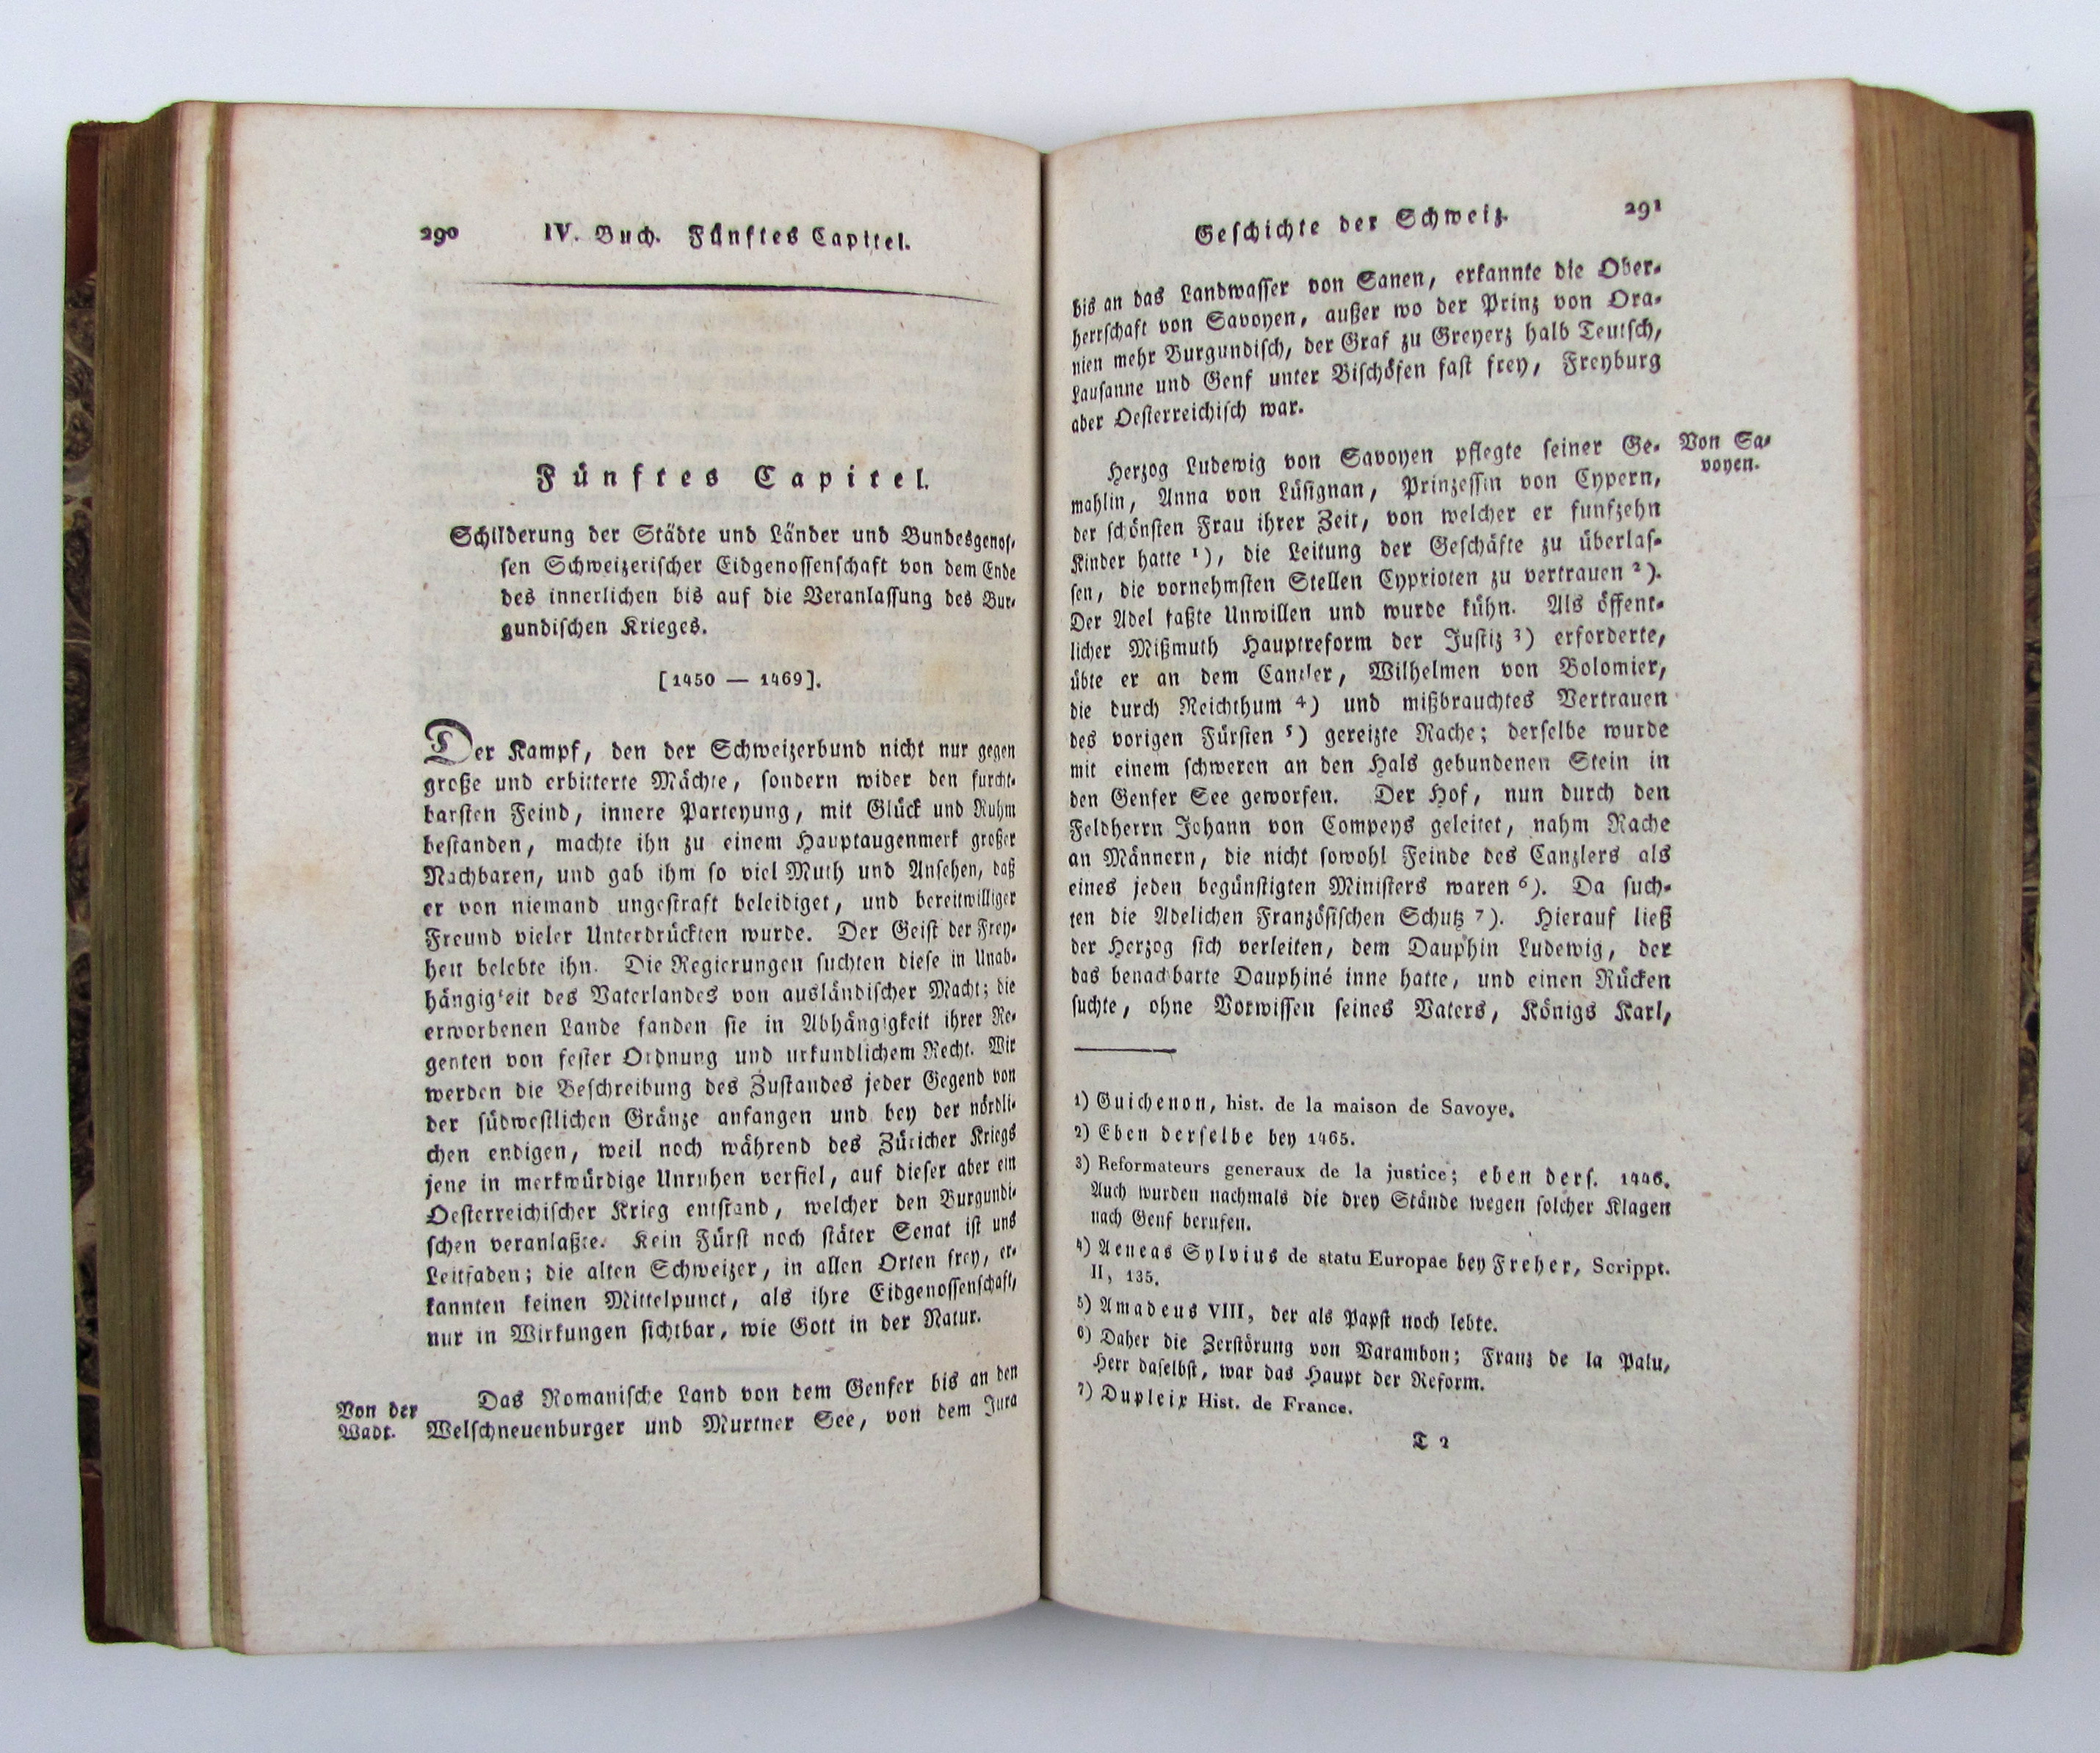 290 IV. Buch. Fünftes Capitel.
Fünftes Capitel.
Schilderung der Städte und Länder und Bundesgenoſ-
ſen Schweizeriſcher Eidgenoſſenſchaft von dem Ende
des innerlichen bis auf die Veranlaſſung des Bur-
gundiſchen Krieges.
[1450 — 1469].
Der Kampf, den der Schweizerbund nicht nur gegen
große und erbitterte Mächte, ſondern wider den furcht-
barſten Feind, innere Parteyung, mit Glück und Ruhm
beſtanden, machte ihn zu einem Hauptaugenmerk großer
Nachbaren, und gab ihm ſo viel Muth und Anſehen, daß
er von niemand ungeſtraft beleidiget, und bereitwilliger
Freund vieler Unterdrückten wurde. Der Geiſt der Frey-
heit belebte ihn. Die Regierungen ſuchten dieſe in Unab-
hängigkeit des Vaterlandes von ausländiſcher Macht; die
erworbenen Lande fanden ſie in Abhängigkeit ihrer Re-
genten von feſter Ordnung und urkundlichem Recht. Wir
werden die Beſchreibung des Zuſtandes jeder Gegend von
der ſüdweſtlichen Gränze anfangen und bey der nördli-
chen endigen, weil noch während des Züricher Kriegs
jene in merkwürdige Unruhen verfiel, auf dieſer aber ein
Oeſterreichiſcher Krieg entſtand, welcher den Burgundi-
ſchen veranlaßte. Kein Fürſt noch ſtäter Senat iſt uns
Leitfaden; die alten Schweizer, in allen Orten frey, er-
kannten keinen Mittelpunct, als ihre Eidgenoſſenſchaft,
nur in Wirkungen ſichtbar, wie Gott in der Natur.
Von der
Wadt.
Das Romaniſche Land von dem Genfer bis an den
Welſchneuenburger und Murtner See, von dem Jura
Geſchichte der Schweiz. 291
bis an das Landwaſſer von Sanen, erkannte die Ober-
herrſchaft von Savoyen, außer wo der Prinz von Ora-
nien mehr Burgundiſch, der Graf zu Greyerz halb Teutſch,
Lauſanne und Genf unter Biſchöfen faſt frey, Freyburg
aber Oeſterreichiſch war.
Herzog Ludewig von Savoyen pflegte ſeiner Ge-
Von Sa-
voyen.
mahlin, Anna von Lüſignan, Prinzeſſin von Cypern,
der ſchönſten Frau ihrer Zeit, von welcher er funfzehn
Kinder hatte ¹), die Leitung der Geſchäfte zu überlaſ-
ſen, die vornehmſten Stellen Cyprioten zu vertrauen ²).
Der Adel faßte Unwillen und wurde kühn. Als öffent-
licher Mißmuth Hauptreform der Juſtiz ³) erforderte,
übte er an dem Canzler, Wilhelmen von Bolomier,
die durch Reichthum ⁴) und mißbrauchtes Vertrauen
des vorigen Fürſten ⁵) gereizte Rache; derſelbe wurde
mit einem ſchweren an den Hals gebundenen Stein in
den Genfer See geworfen. Der Hof, nun durch den
Feldherrn Johann von Compeys geleitet, nahm Rache
an Männern, die nicht ſowohl Feinde des Canzlers als
eines jeden begünſtigten Miniſters waren ⁶). Da ſuch-
ten die Adelichen Franzöſiſchen Schutz ⁷). Hierauf ließ
der Herzog ſich verleiten, dem Dauphin Ludewig, der
das benachbarte Dauphiné inne hatte, und einen Rücken
ſuchte, ohne Vorwiſſen ſeines Vaters, Königs Karl,
¹) Guichenon, hist. de la maison de Savoye.
²) Eben derſelbe bey 1465.
³) Reformateurs generaux de la justice; eben derſ. 1446.
Auch wurden nachmals die drey Stände wegen ſolcher Klagen
nach Genf berufen.
⁴) Aeneas Sylvius de statu Europae bey Freher, Scrippt.
II, 135.
⁵) Amadeus VIII, der als Papſt noch lebte.
⁶) Daher die Zerſtörung von Varambon; Franz de la Palu,
Herr daſelbſt, war das Haupt der Reform.
⁷) Dupleix Hist. de France.
T 2